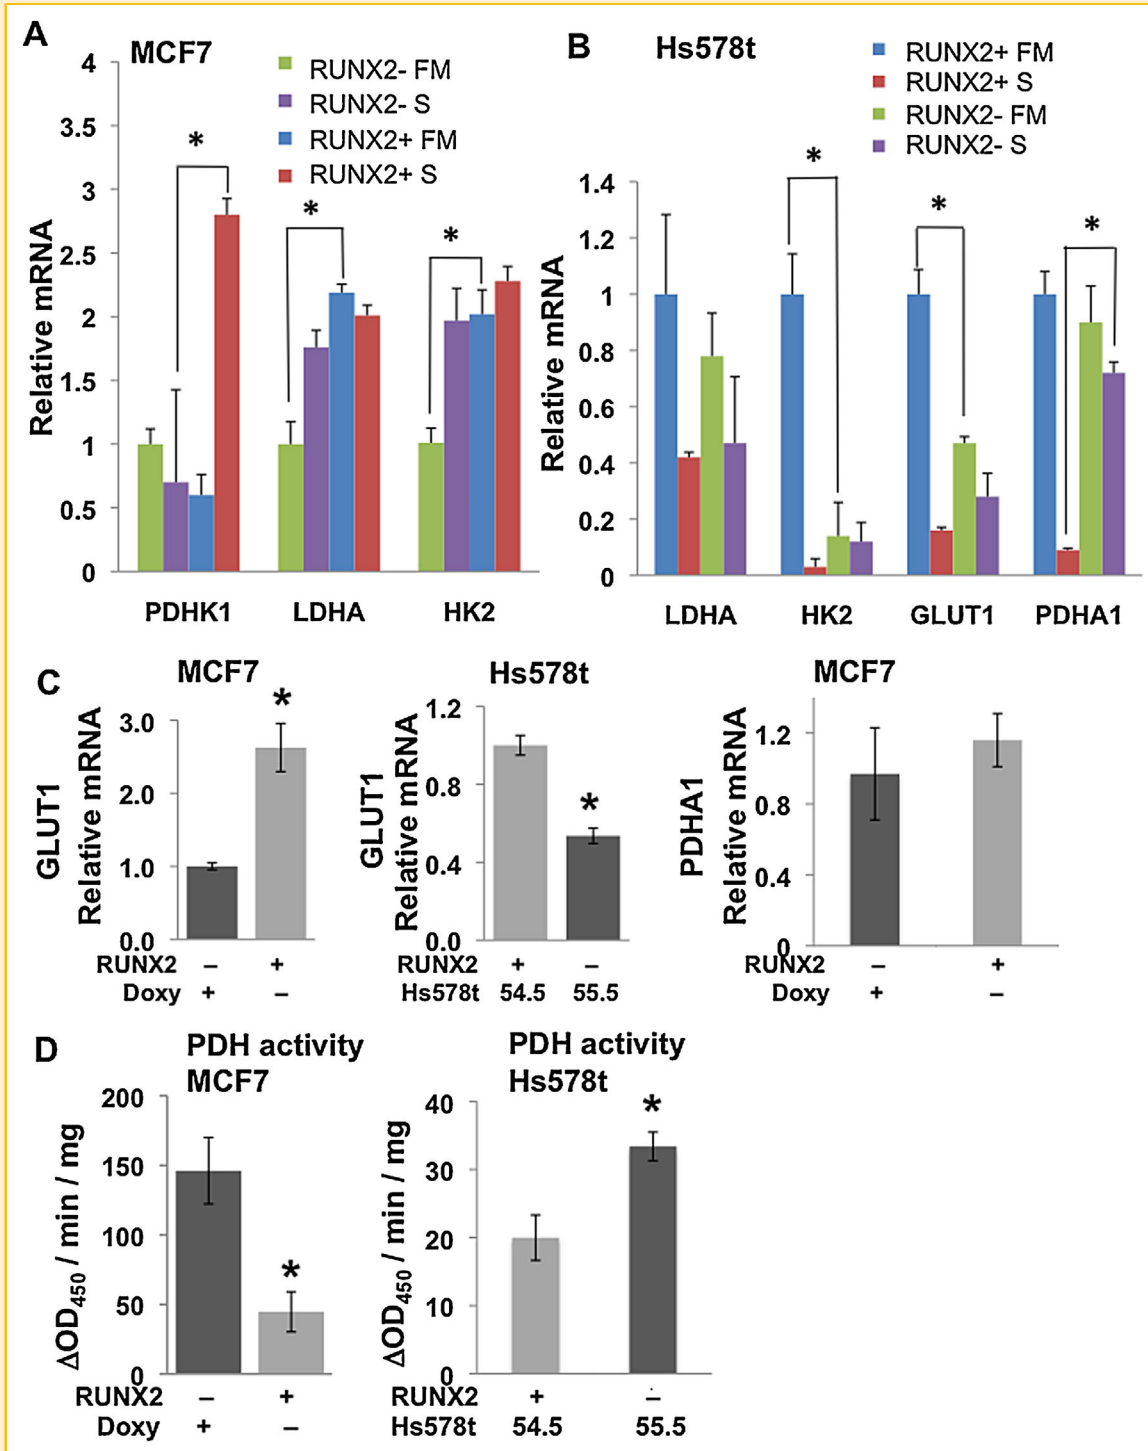 A
MCF7
RUNX2- FM
RUNX2- S
RUNX2+ FM
RUNX2+ S
Relative mRNA
4
3.5
3
2.5
2
1.5
1
0.5
0
*
*
*
PDHK1 LDHA HK2
B
Hs578t
RUNX2+ FM
RUNX2+ S
RUNX2- FM
RUNX2- S
Relative mRNA
1.4
1.2
1
0.8
0.6
0.4
0.2
0
*
*
*
LDHA HK2 GLUT1 PDHA1
C
MCF7
GLUT1
Relative mRNA
3.0
2.0
1.0
0.0
*
RUNX2 – +
Doxy + –
Hs578t
GLUT1
Relative mRNA
1.2
0.8
0.4
0.0
*
RUNX2 + –
Hs578t 54.5 55.5
MCF7
PDHA1
Relative mRNA
1.2
0.8
0.4
0
RUNX2 – +
Doxy + –
D
PDH activity
MCF7
ΔOD450 / min / mg
200
150
100
50
0
*
RUNX2 – +
Doxy + –
PDH activity
Hs578t
ΔOD450 / min / mg
40
30
20
10
0
*
RUNX2 + –
Hs578t 54.5 55.5